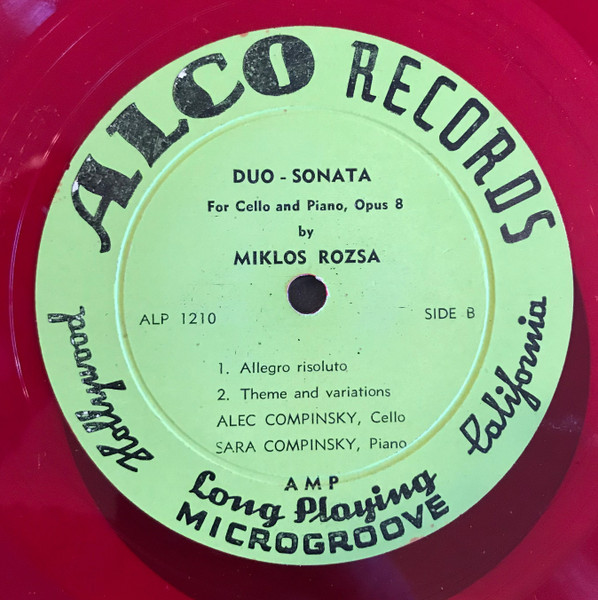 ALCO RECORDS
DUO - SONATA
For Cello and Piano, Opus 8
by
MIKLOS ROZSA
ALP 1210
SIDE B
1. Allegro risoluto
2. Theme and variations
ALEC COMPINSKY, Cello
SARA COMPINSKY, Piano
AMP
Hollywood
California
Long Playing
MICROGROOVE